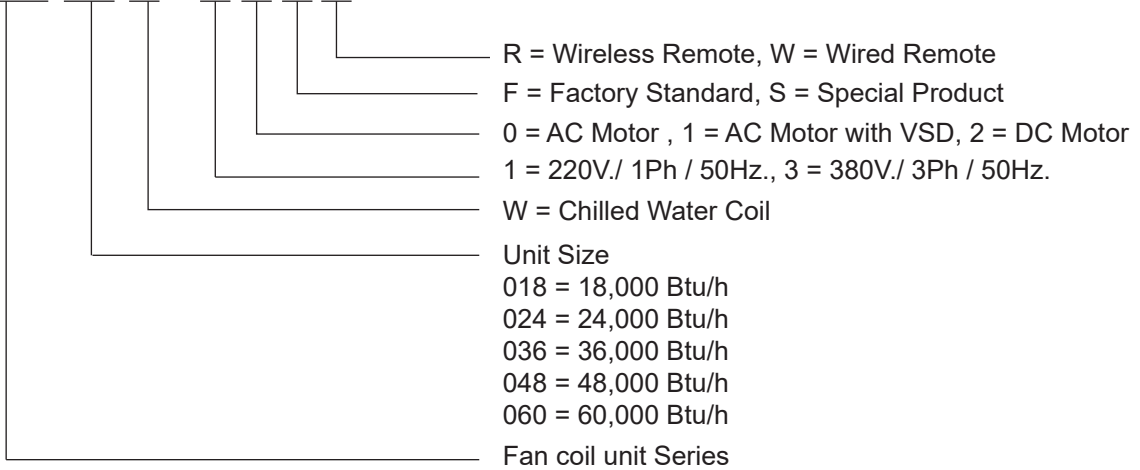 R = Wireless Remote, W = Wired Remote
F = Factory Standard, S = Special Product
0 = AC Motor , 1 = AC Motor with VSD, 2 = DC Motor
1 = 220V./ 1Ph / 50Hz., 3 = 380V./ 3Ph / 50Hz.
W = Chilled Water Coil
Unit Size
018 = 18,000 Btu/h
024 = 24,000 Btu/h
036 = 36,000 Btu/h
048 = 48,000 Btu/h
060 = 60,000 Btu/h
Fan coil unit Series